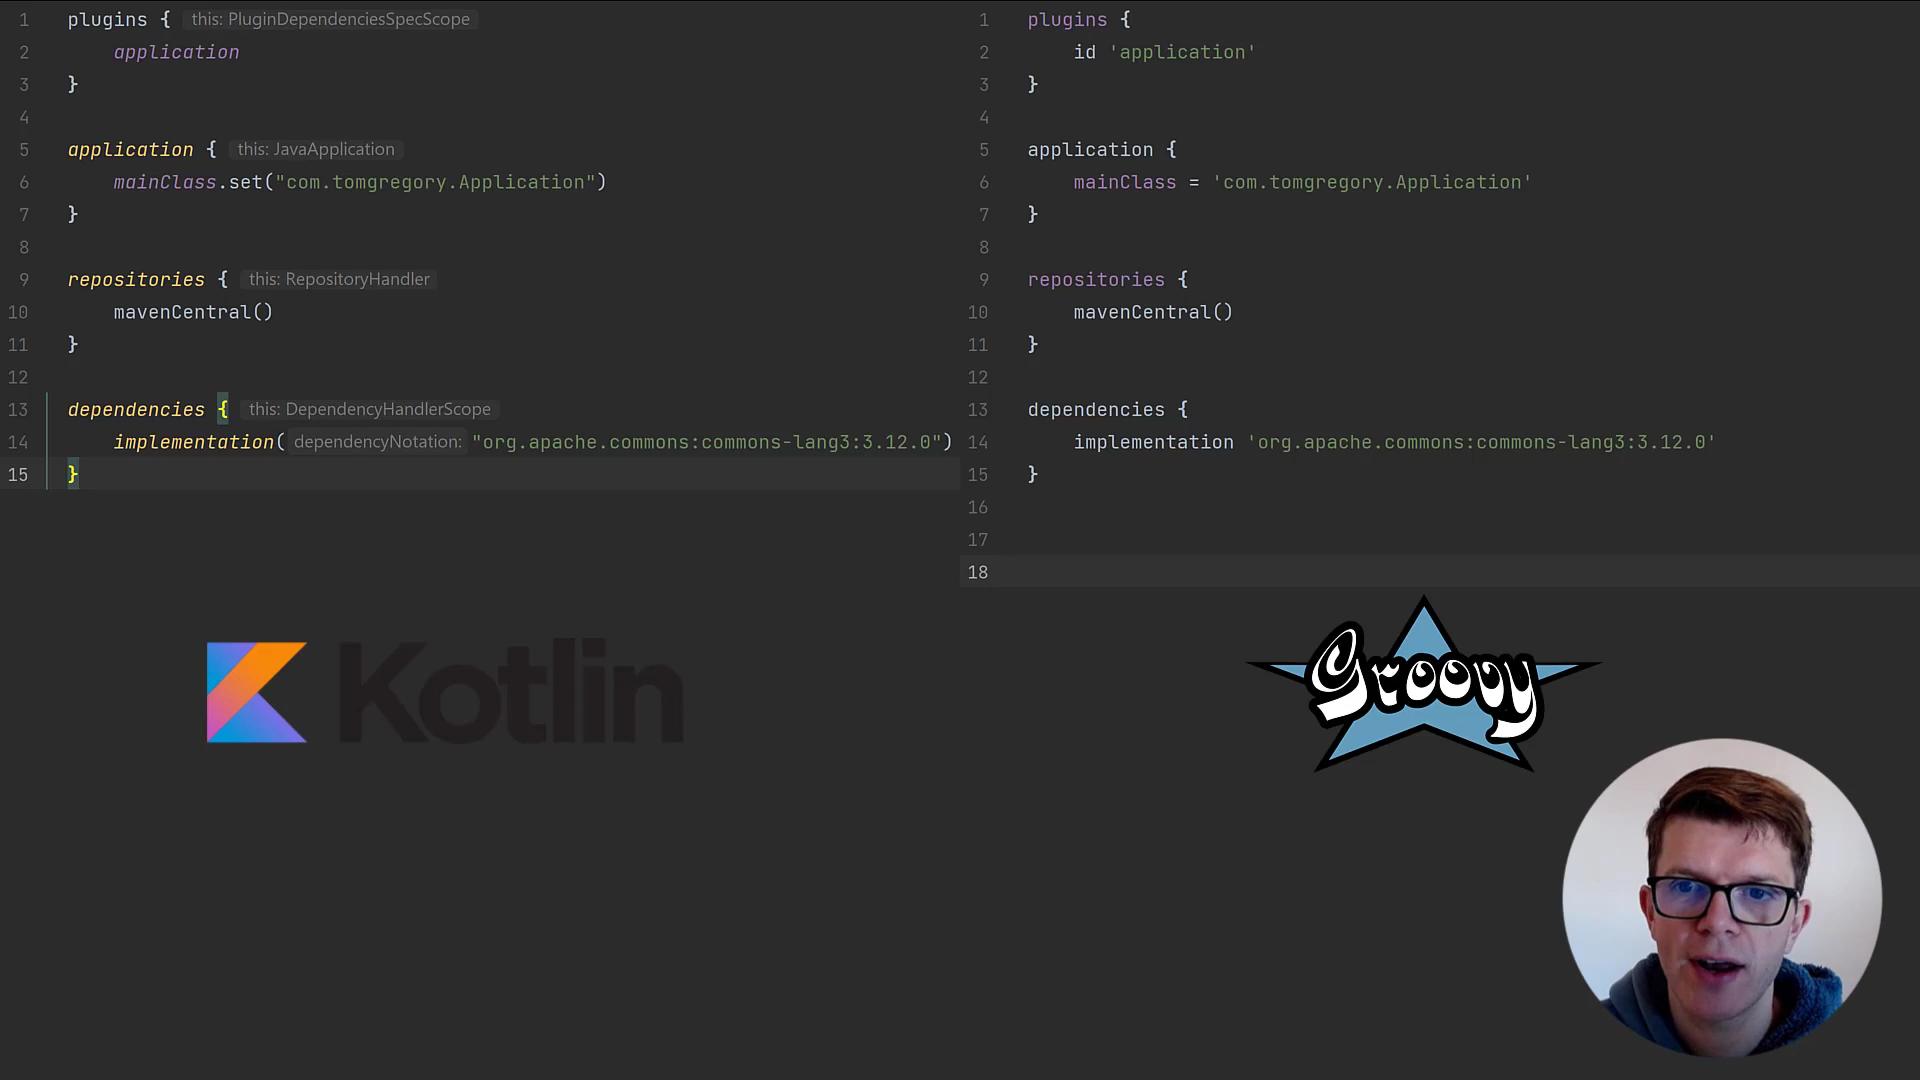 1 plugins { this: PluginDependenciesSpecScope
2 application
3 }
4
5 application { this: JavaApplication
6 mainClass.set("com.tomgregory.Application")
7 }
8
9 repositories { this: RepositoryHandler
10 mavenCentral()
11 }
12
13 dependencies { this: DependencyHandlerScope
14 implementation( dependencyNotation: "org.apache.commons:commons-lang3:3.12.0")
15 }
Kotlin
1 plugins {
2 id 'application'
3 }
4
5 application {
6 mainClass = 'com.tomgregory.Application'
7 }
8
9 repositories {
10 mavenCentral()
11 }
12
13 dependencies {
14 implementation 'org.apache.commons:commons-lang3:3.12.0'
15 }
16
17
18
Groovy